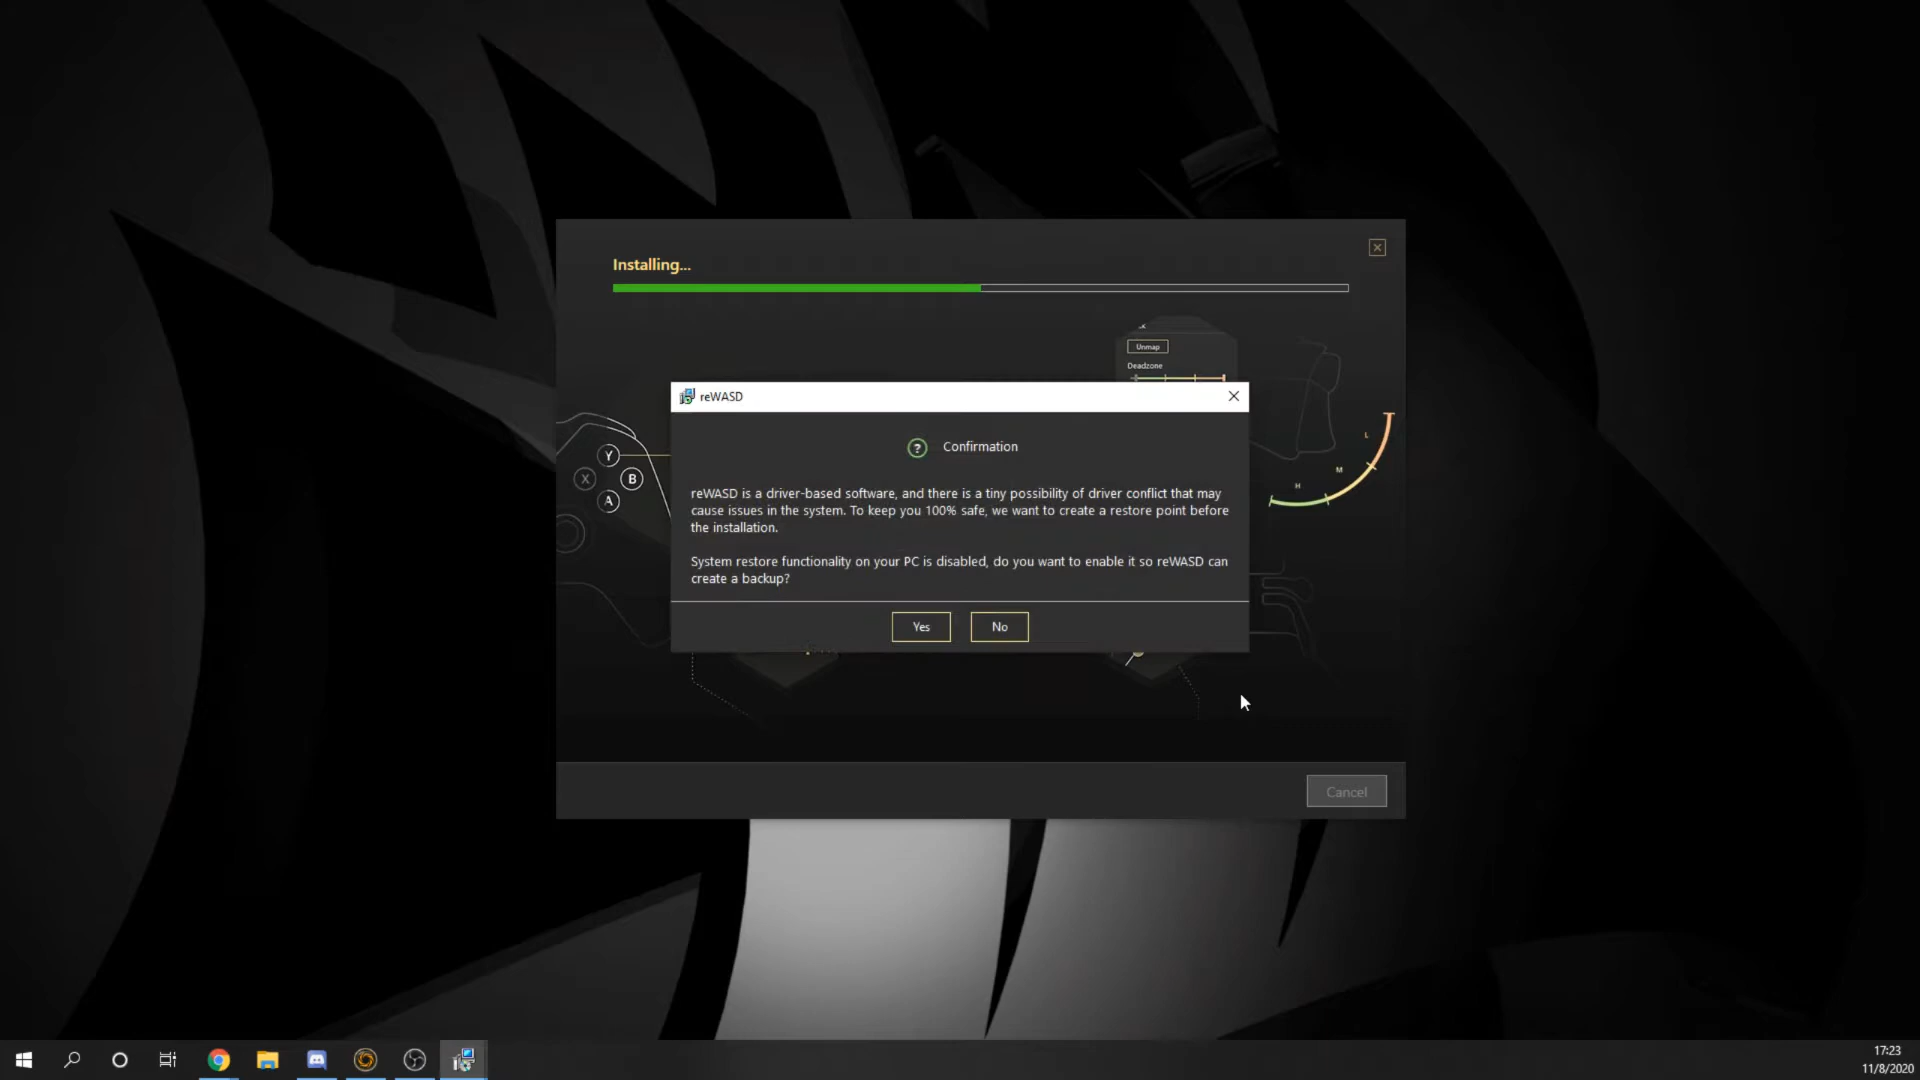 Installing...
Unmap
Deadzone
reWASD
Confirmation
reWASD is a driver-based software, and there is a tiny possibility of driver conflict that may
cause issues in the system. To keep you 100% safe, we want to create a restore point before
the installation.
System restore functionality on your PC is disabled, do you want to enable it so reWASD can
create a backup?
Yes
No
Y
X
B
A
L
M
H
Cancel
17:23
11/8/2020